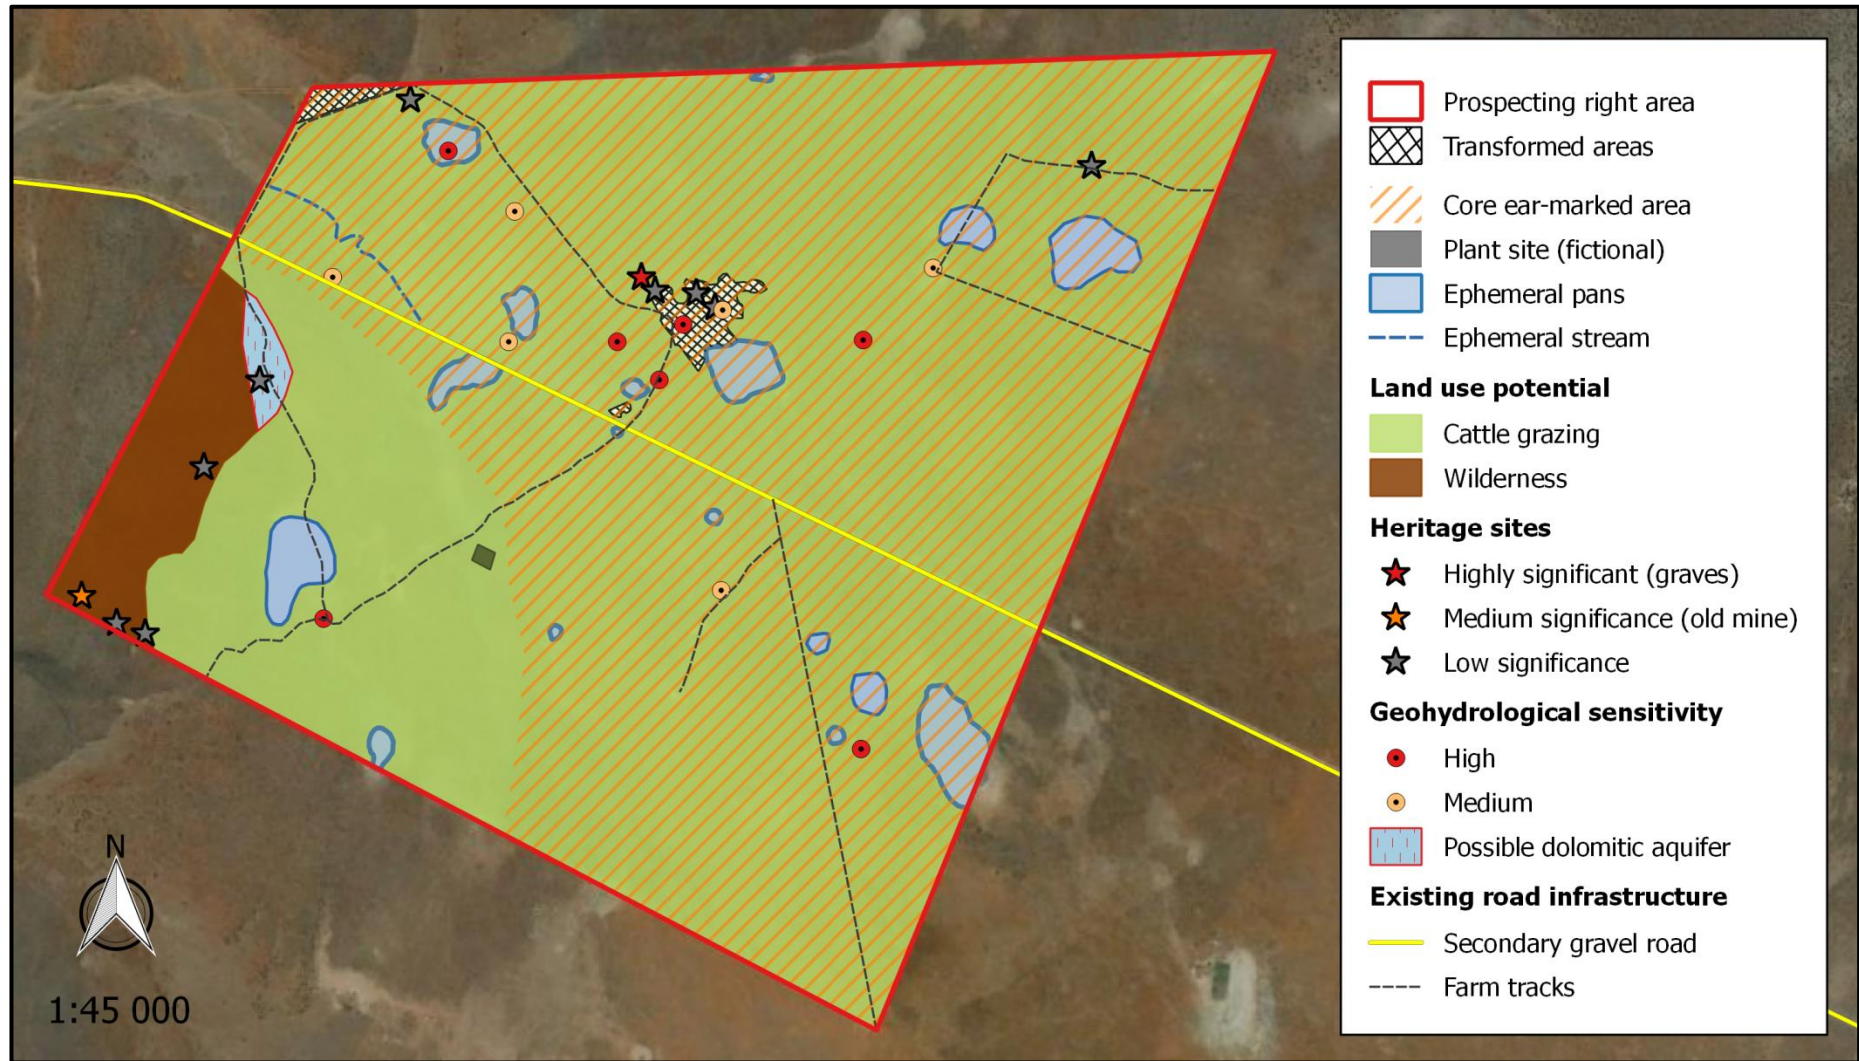 Prospecting right area
Transformed areas
Core ear-marked area
Plant site (fictional)
Ephemeral pans
Ephemeral stream
Land use potential
Cattle grazing
Wilderness
Heritage sites
Highly significant (graves)
Medium significance (old mine)
Low significance
Geohydrological sensitivity
High
Medium
Possible dolomitic aquifer
Existing road infrastructure
Secondary gravel road
Farm tracks
N
1:45 000